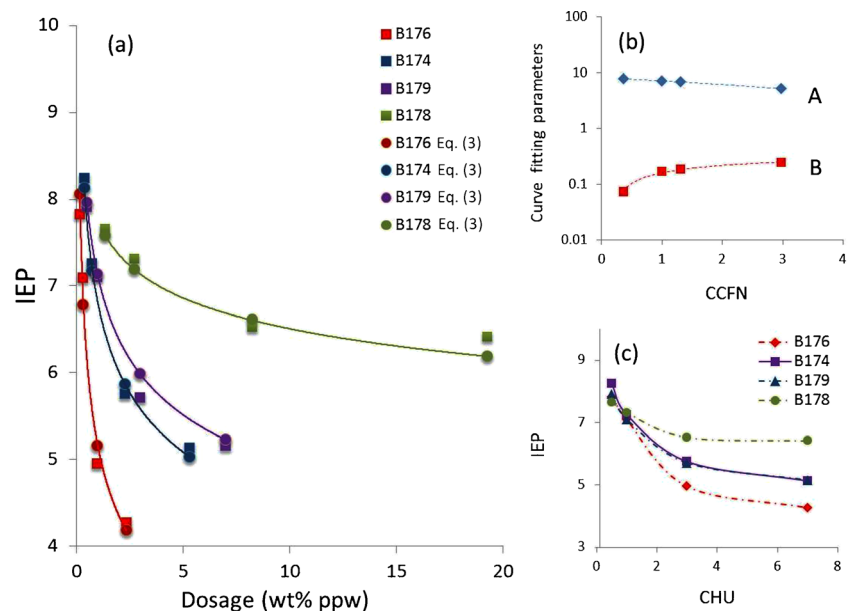 (a)
10
9
8
7
6
5
4
IEP
0
5
10
15
20
Dosage (wt% ppw)
B176
B174
B179
B178
B176 Eq. (3)
B174 Eq. (3)
B179 Eq. (3)
B178 Eq. (3)
(b)
100
10
1
0.1
0.01
Curve fitting parameters
A
B
0
1
2
3
4
CCFN
(c)
B176
B174
B179
B178
9
7
5
3
IEP
0
2
4
6
8
CHU